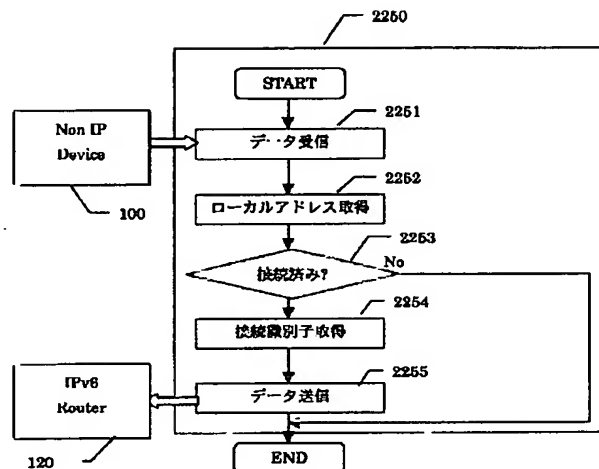 2250
START
2251
Non IP
Device
データ受信
100
2252
ローカルアドレス取得
2253
接続済み?
No
2254
接続識別子取得
2255
IPv6
Router
データ送信
120
END